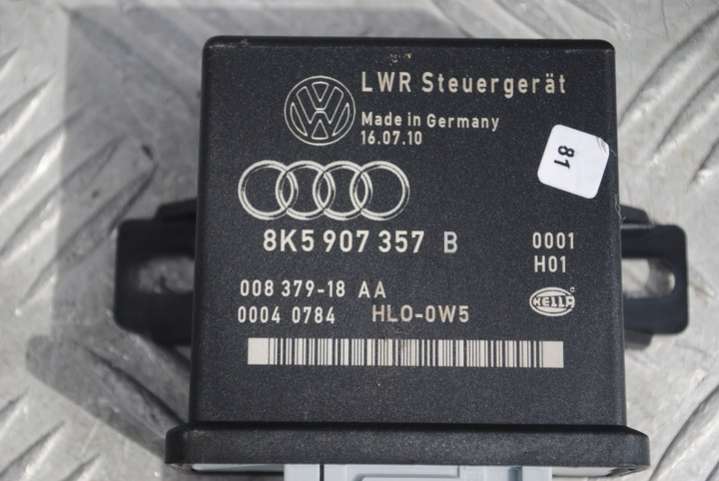 LWR Steuergerät
Made in Germany
16.07.10
81
8K5 907 357 B
0001
H01
008 379-18 AA
0004 0784 HLO-0W5
HELLA